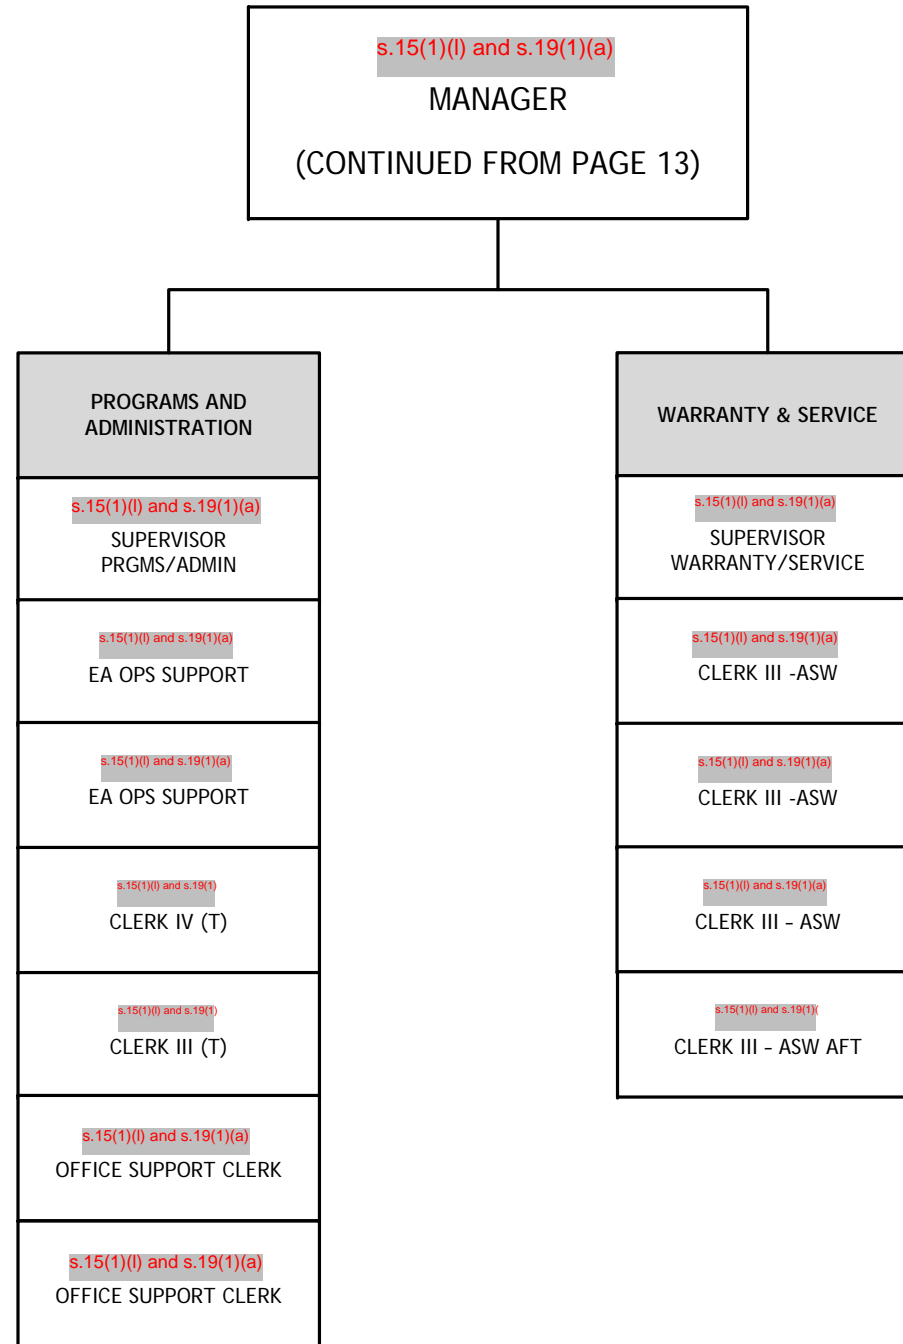 s.15(1)(l) and s.19(1)(a)
MANAGER
(CONTINUED FROM PAGE 13)
PROGRAMS AND
ADMINISTRATION
s.15(1)(l) and s.19(1)(a)
SUPERVISOR
PRGMS/ADMIN
s.15(1)(l) and s.19(1)(a)
EA OPS SUPPORT
s.15(1)(l) and s.19(1)(a)
EA OPS SUPPORT
s.15(1)(l) and s.19(1)
CLERK IV (T)
s.15(1)(l) and s.19(1)
CLERK III (T)
s.15(1)(l) and s.19(1)(a)
OFFICE SUPPORT CLERK
s.15(1)(l) and s.19(1)(a)
OFFICE SUPPORT CLERK
WARRANTY & SERVICE
s.15(1)(l) and s.19(1)(a)
SUPERVISOR
WARRANTY/SERVICE
s.15(1)(l) and s.19(1)(a)
CLERK III -ASW
s.15(1)(l) and s.19(1)(a)
CLERK III -ASW
s.15(1)(l) and s.19(1)(a)
CLERK III – ASW
s.15(1)(l) and s.19(1)(
CLERK III – ASW AFT